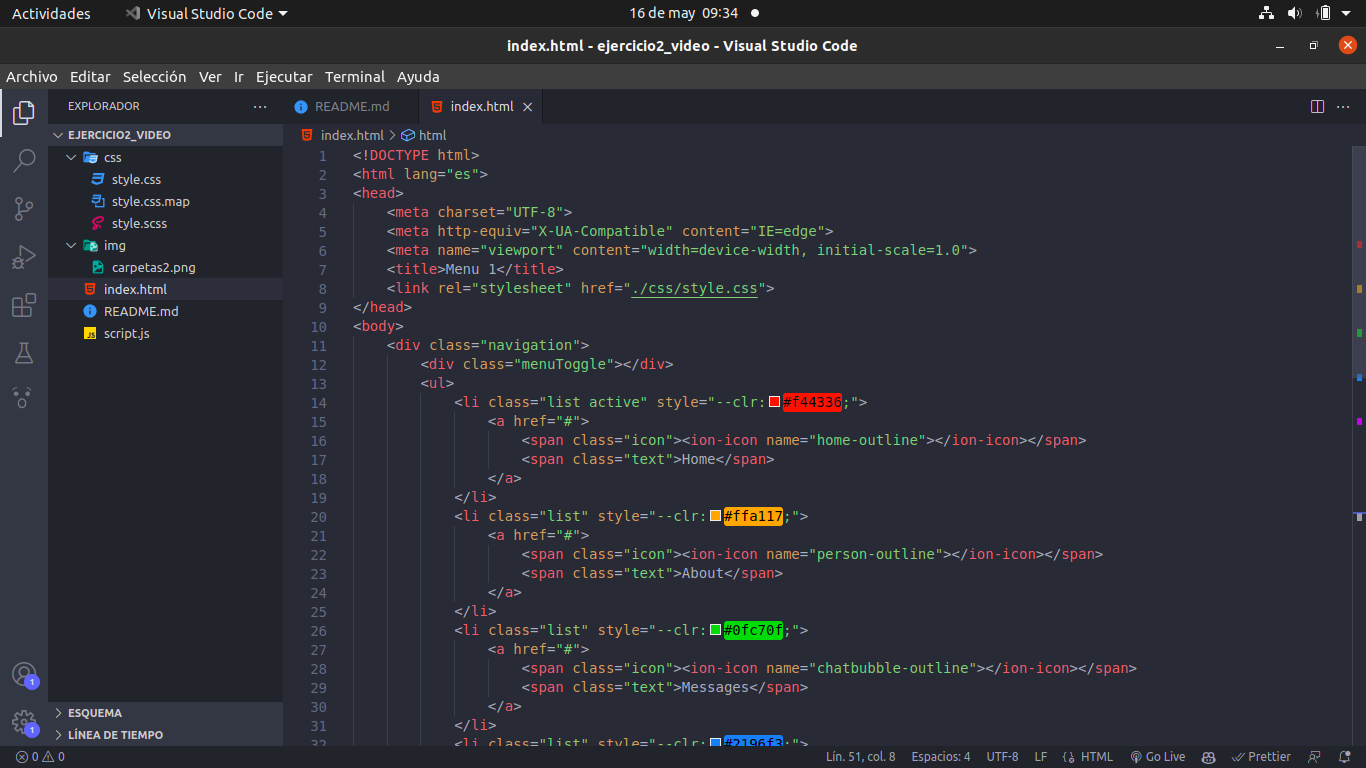 Actividades
Visual Studio Code
16 de may 09:34
index.html - ejercicio2_video - Visual Studio Code
Archivo Editar Selección Ver Ir Ejecutar Terminal Ayuda
EXPLORADOR
EJERCICIO2_VIDEO
css
style.css
style.css.map
style.scss
img
carpetas2.png
index.html
README.md
script.js
ESQUEMA
LÍNEA DE TIEMPO
1
1
README.md
index.html
index.html > html
1 <!DOCTYPE html>
2 <html lang="es">
3 <head>
4 <meta charset="UTF-8">
5 <meta http-equiv="X-UA-Compatible" content="IE=edge">
6 <meta name="viewport" content="width=device-width, initial-scale=1.0">
7 <title>Menu 1</title>
8 <link rel="stylesheet" href="./css/style.css">
9 </head>
10 <body>
11 <div class="navigation">
12 <div class="menuToggle"></div>
13 <ul>
14 <li class="list active" style="--clr:#f44336;">
15 <a href="#">
16 <span class="icon"><ion-icon name="home-outline"></ion-icon></span>
17 <span class="text">Home</span>
18 </a>
19 </li>
20 <li class="list" style="--clr:#ffa117;">
21 <a href="#">
22 <span class="icon"><ion-icon name="person-outline"></ion-icon></span>
23 <span class="text">About</span>
24 </a>
25 </li>
26 <li class="list" style="--clr:#0fc70f;">
27 <a href="#">
28 <span class="icon"><ion-icon name="chatbubble-outline"></ion-icon></span>
29 <span class="text">Messages</span>
30 </a>
31 </li>
32 <li class="list" style="--clr:#2196f3;">
0 0
Lín. 51, col. 8 Espacios: 4 UTF-8 LF HTML Go Live Prettier